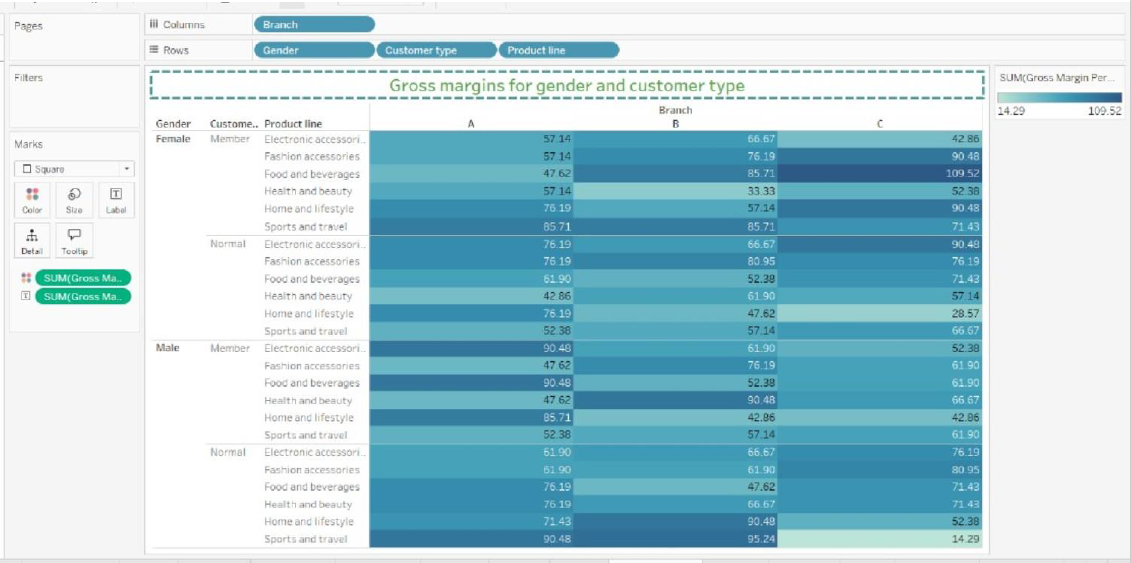 Pages
Columns Branch
Rows Gender Customer type Product line
Filters
Gross margins for gender and customer type
SUM(Gross Margin Per...
14.29 109.52
Branch
Gender Custome.. Product line A B C
Marks
Square
Color Size Label
Detail Tooltip
SUM(Gross Ma..
SUM(Gross Ma..
Female Member Electronic accessori.. 57.14 66.67 42.86
Fashion accessories 57.14 76.19 90.48
Food and beverages 47.62 85.71 109.52
Health and beauty 57.14 33.33 52.38
Home and lifestyle 76.19 57.14 90.48
Sports and travel 85.71 85.71 71.43
Normal Electronic accessori.. 76.19 66.67 90.48
Fashion accessories 76.19 80.95 76.19
Food and beverages 61.90 52.38 71.43
Health and beauty 42.86 61.90 57.14
Home and lifestyle 76.19 47.62 28.57
Sports and travel 52.38 57.14 66.67
Male Member Electronic accessori.. 90.48 61.90 52.38
Fashion accessories 47.62 76.19 61.90
Food and beverages 90.48 52.38 61.90
Health and beauty 47.62 90.48 66.67
Home and lifestyle 85.71 42.86 42.86
Sports and travel 52.38 57.14 61.90
Normal Electronic accessori.. 61.90 66.67 76.19
Fashion accessories 61.90 61.90 80.95
Food and beverages 76.19 47.62 71.43
Health and beauty 76.19 66.67 71.43
Home and lifestyle 71.43 90.48 52.38
Sports and travel 90.48 95.24 14.29